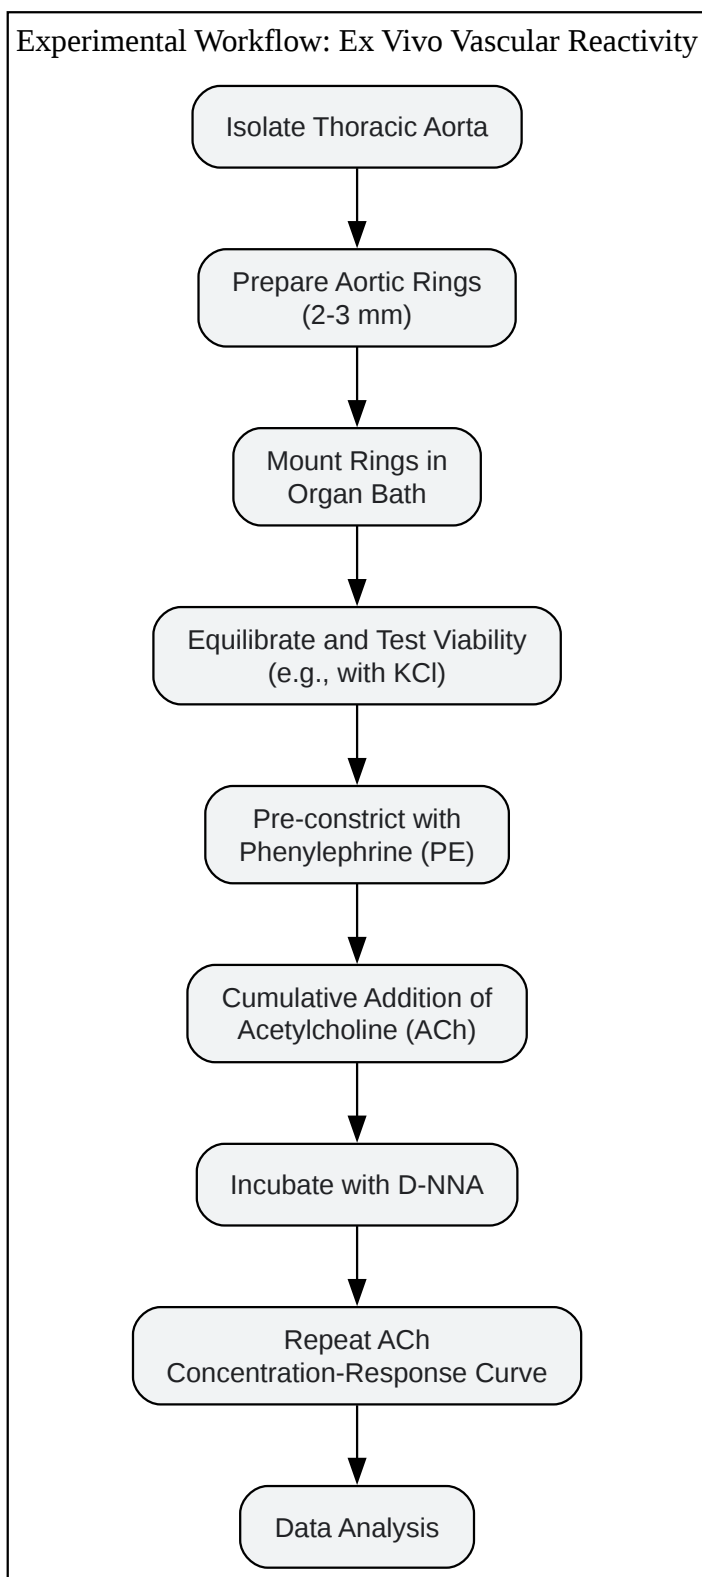 Experimental Workflow: Ex Vivo Vascular Reactivity
Isolate Thoracic Aorta
Prepare Aortic Rings
(2-3 mm)
Mount Rings in
Organ Bath
Equilibrate and Test Viability
(e.g., with KCl)
Pre-constrict with
Phenylephrine (PE)
Cumulative Addition of
Acetylcholine (ACh)
Incubate with D-NNA
Repeat ACh
Concentration-Response Curve
Data Analysis